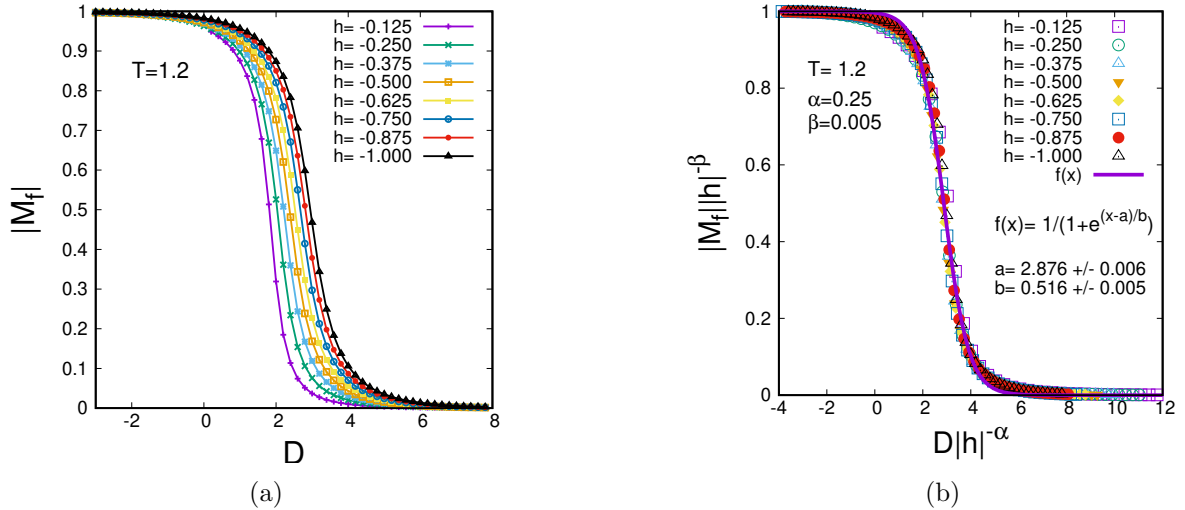 1
0.9
0.8
0.7
0.6
0.5
0.4
0.3
0.2
0.1
0
|M_f|
T=1.2
h= -0.125
h= -0.250
h= -0.375
h= -0.500
h= -0.625
h= -0.750
h= -0.875
h= -1.000
-2 0 2 4 6 8
D
(a)
1
0.8
0.6
0.4
0.2
0
|M_f||h|^-β
T= 1.2
α=0.25
β=0.005
h= -0.125
h= -0.250
h= -0.375
h= -0.500
h= -0.625
h= -0.750
h= -0.875
h= -1.000
f(x)
f(x)= 1/(1+e^(x-a)/b)
a= 2.876 +/- 0.006
b= 0.516 +/- 0.005
-4 -2 0 2 4 6 8 10 12
D|h|^-α
(b)